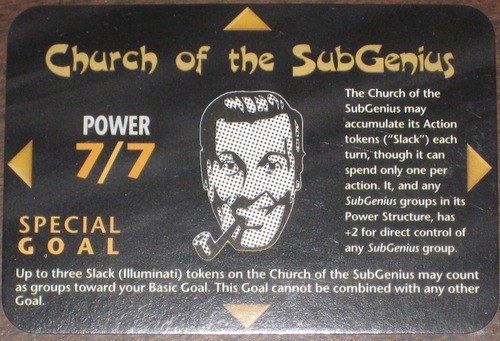 Church of the SubGenius
POWER
7/7
SPECIAL
GOAL
The Church of the
SubGenius may
accumulate its Action
tokens ("Slack") each
turn, though it can
spend only one per
action. It, and any
SubGenius groups in its
Power Structure, has
+2 for direct control of
any SubGenius group.
Up to three Slack (Illuminati) tokens on the Church of the SubGenius may count
as groups toward your Basic Goal. This Goal cannot be combined with any other
Goal.